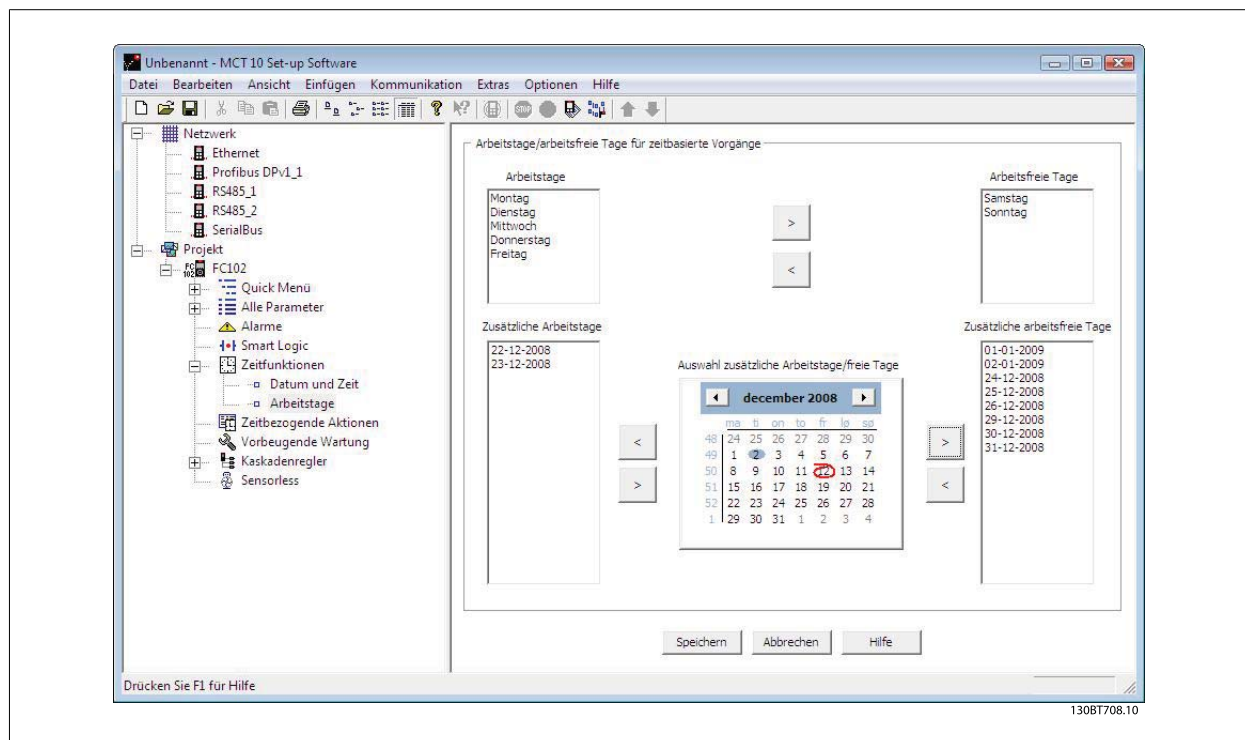 Unbenannt - MCT 10 Set-up Software
Datei Bearbeiten Ansicht Einfügen Kommunikation Extras Optionen Hilfe
STOP
Netzwerk
Ethernet
Profibus DPv1_1
RS485_1
RS485_2
SerialBus
Projekt
FC 102 FC102
Quick Menü
Alle Parameter
Alarme
Smart Logic
Zeitfunktionen
Datum und Zeit
Arbeitstage
Zeitbezogende Aktionen
Vorbeugende Wartung
Kaskadenregler
Sensorless
Arbeitstage/arbeitsfreie Tage für zeitbasierte Vorgänge
Arbeitstage
Montag
Dienstag
Mittwoch
Donnerstag
Freitag
>
<
Arbeitsfreie Tage
Samstag
Sonntag
Zusätzliche Arbeitstage
22-12-2008
23-12-2008
<
>
Auswahl zusätzliche Arbeitstage/freie Tage
december 2008
ma ti on to fr lø sø
48 24 25 26 27 28 29 30
49 1 2 3 4 5 6 7
50 8 9 10 11 12 13 14
51 15 16 17 18 19 20 21
52 22 23 24 25 26 27 28
1 29 30 31 1 2 3 4
>
<
Zusätzliche arbeitsfreie Tage
01-01-2009
02-01-2009
24-12-2008
25-12-2008
26-12-2008
29-12-2008
30-12-2008
31-12-2008
Speichern Abbrechen Hilfe
Drücken Sie F1 für Hilfe
130BT708.10